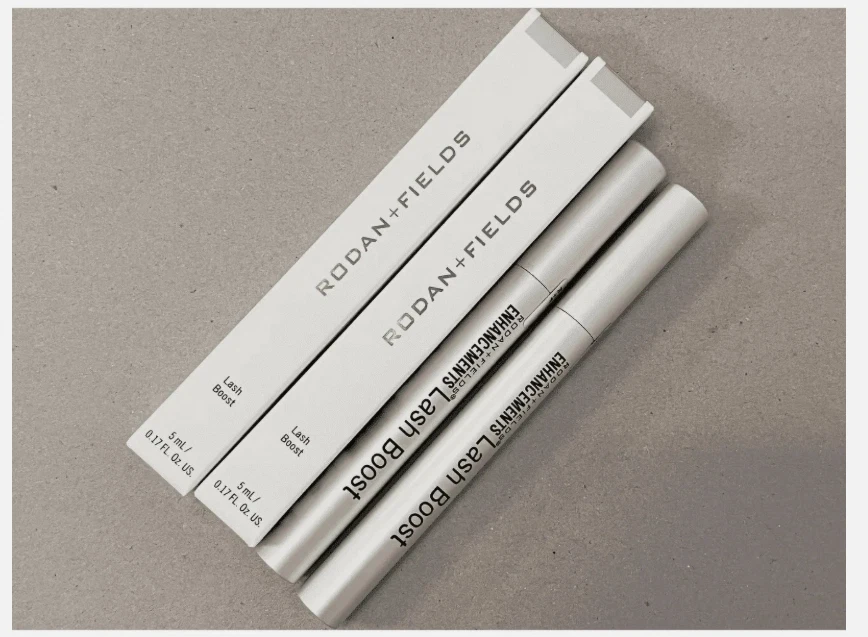 RODAN+FIELDS
Lash
Boost
5 mL /
0.17 FL. Oz. US.
RODAN+FIELDS
Lash
Boost
5 mL /
0.17 FL. Oz. US.
RODAN+FIELDS®
ENHANCEMENTS
Lash Boost
RODAN+FIELDS®
ENHANCEMENTS
Lash Boost